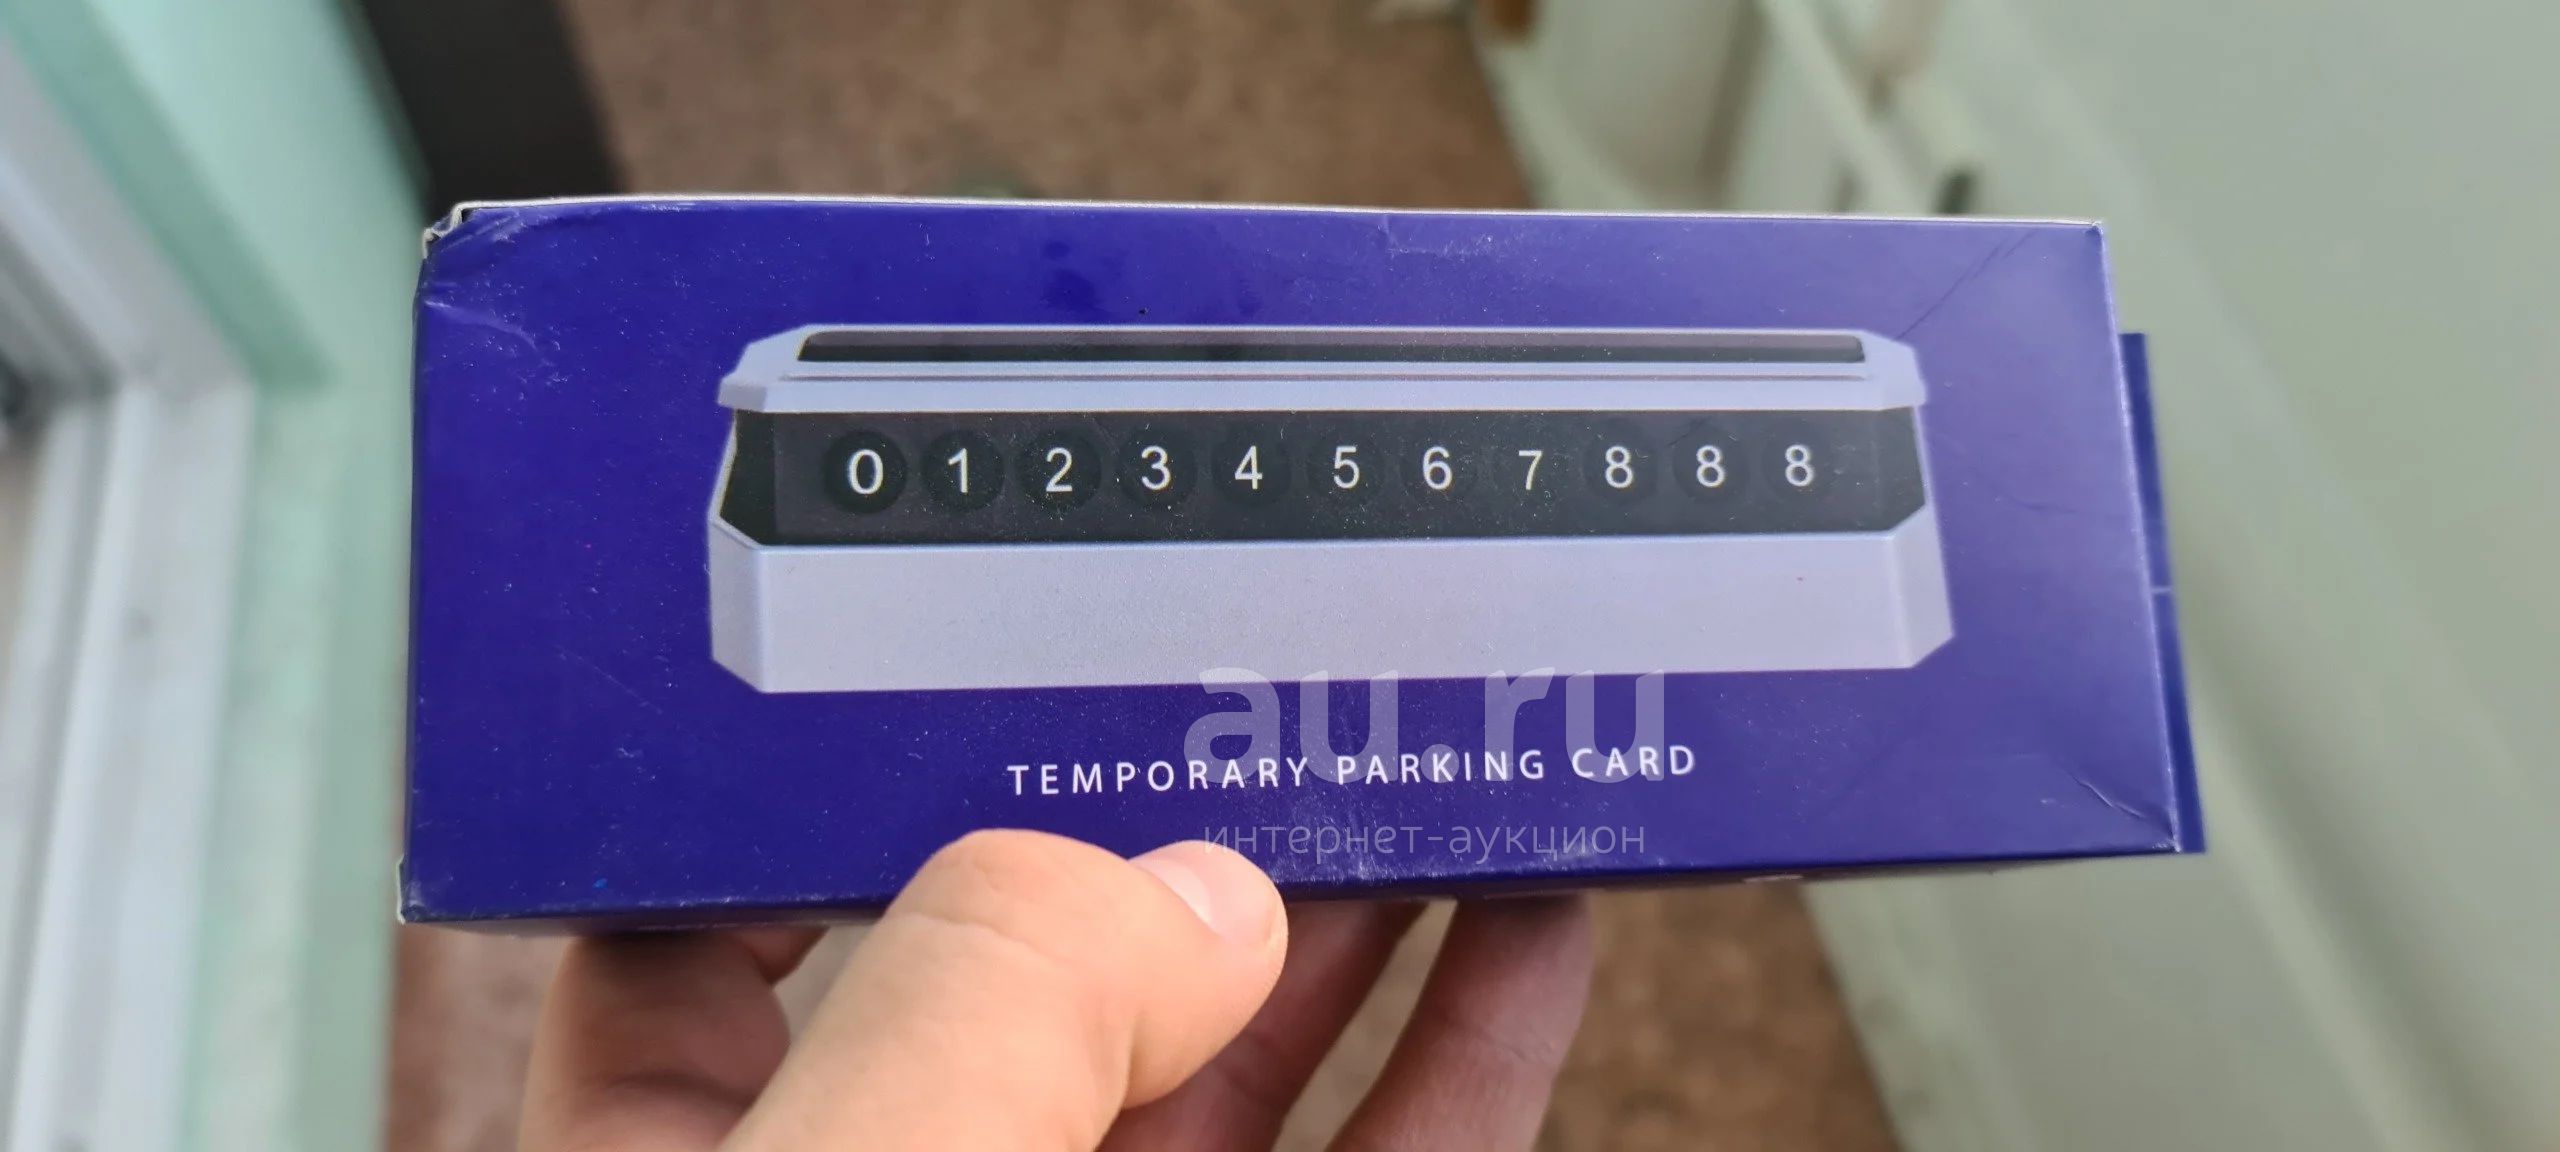 0 1 2 3 4 5 6 7 8 8 8
au.ru
TEMPORARY PARKING CARD
интернет-аукцион